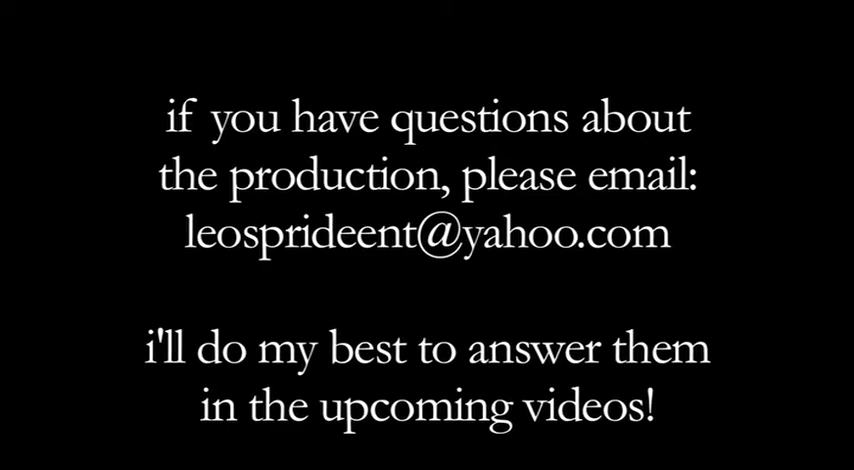 if you have questions about
the production, please email:
leosprideent@yahoo.com
i'll do my best to answer them
in the upcoming videos!